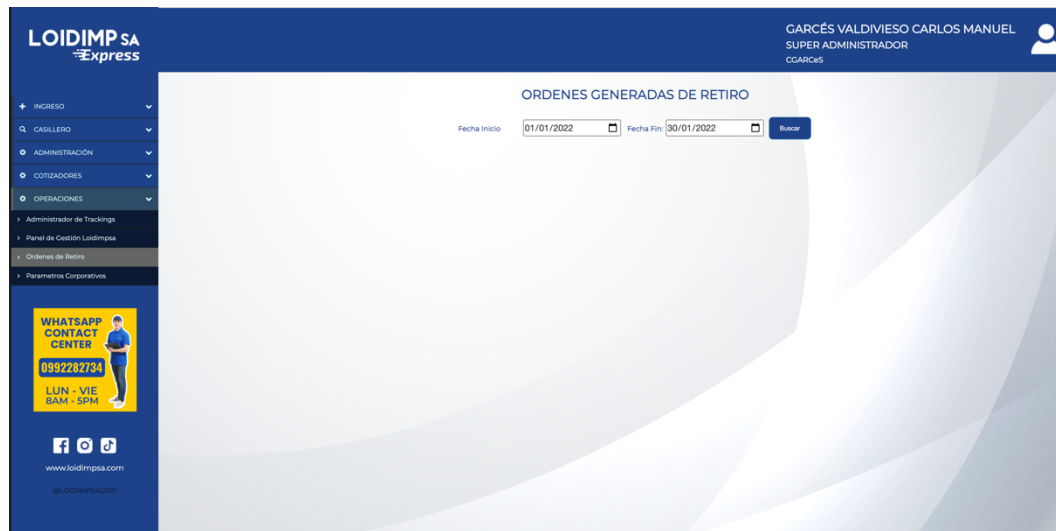 LOIDIMP SA
Express
GARCÉS VALDIVIESO CARLOS MANUEL
SUPER ADMINISTRADOR
CGARCeS
INGRESO
CASILLERO
ADMINISTRACIÓN
COTIZADORES
OPERACIONES
Administrador de Trackings
Panel de Gestión Loidimpsa
Ordenes de Retiro
Parametros Corporativos
WHATSAPP
CONTACT
CENTER
0992282734
LUN - VIE
8AM - 5PM
www.loidimpsa.com
@LOIDIMPSA|2021
ORDENES GENERADAS DE RETIRO
Fecha Inicio 01/01/2022 Fecha Fin: 30/01/2022 Buscar